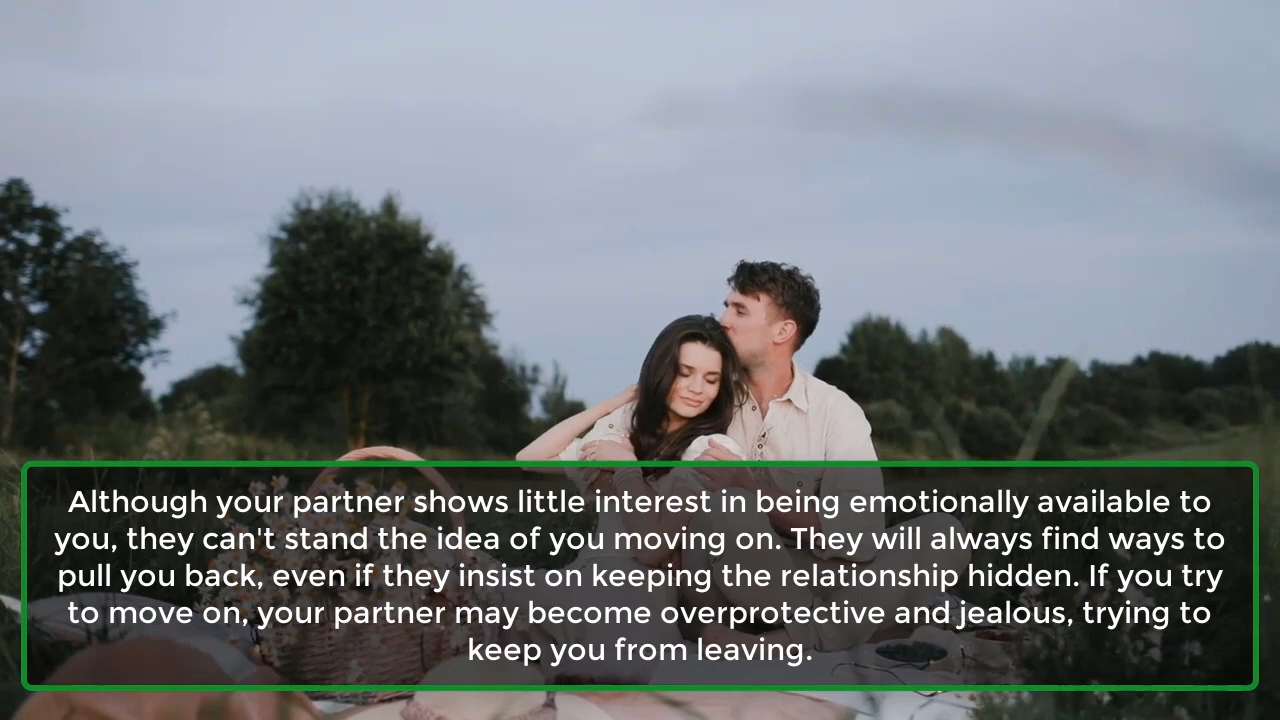 Although your partner shows little interest in being emotionally available to
you, they can't stand the idea of you moving on. They will always find ways to
pull you back, even if they insist on keeping the relationship hidden. If you try
to move on, your partner may become overprotective and jealous, trying to
keep you from leaving.